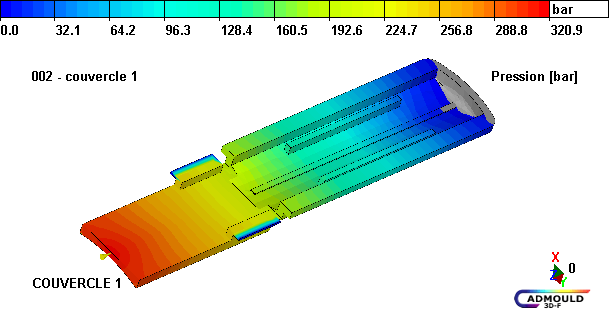 bar
0.0 32.1 64.2 96.3 128.4 160.5 192.6 224.7 256.8 288.8 320.9
002 - couvercle 1 Pression [bar]
COUVERCLE 1
X
Z 0
Y
CADMOULD
3D-F